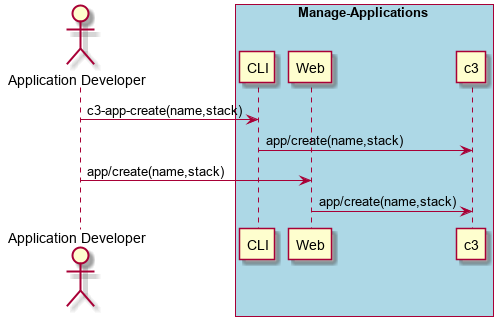 Manage-Applications
Application Developer
CLI
Web
c3
c3-app-create(name,stack)
app/create(name,stack)
app/create(name,stack)
app/create(name,stack)
Application Developer
CLI
Web
c3